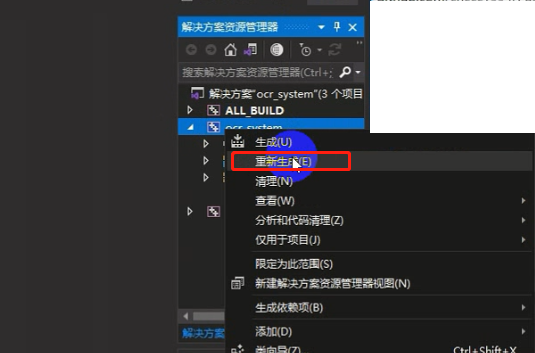 解决方案资源管理器
搜索解决方案资源管理器(Ctrl+;
解决方案"ocr_system"(3 个项目
ALL_BUILD
ocr_system
生成(U)
重新生成(E)
清理(N)
查看(W)
分析和代码清理(Z)
仅用于项目(J)
限定为此范围(S)
新建解决方案资源管理器视图(N)
生成依赖项(B)
解决方案
添加(D)
类向导(Z)... Ctrl+Shift+X